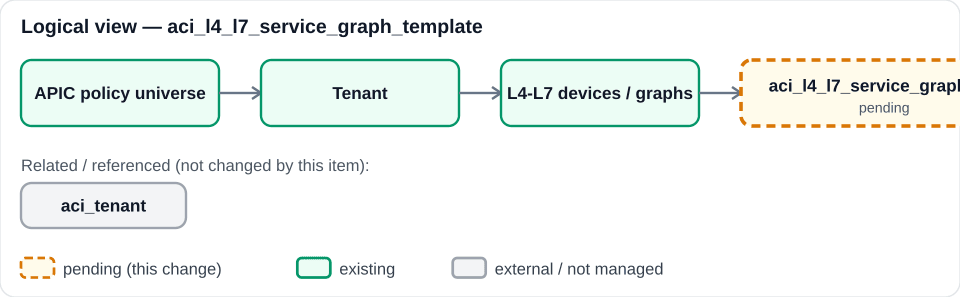 Logical view — aci_l4_l7_service_graph_template
APIC policy universe
Tenant
L4-L7 devices / graphs
aci_l4_l7_service_grap
pending
Related / referenced (not changed by this item):
aci_tenant
pending (this change)
existing
external / not managed